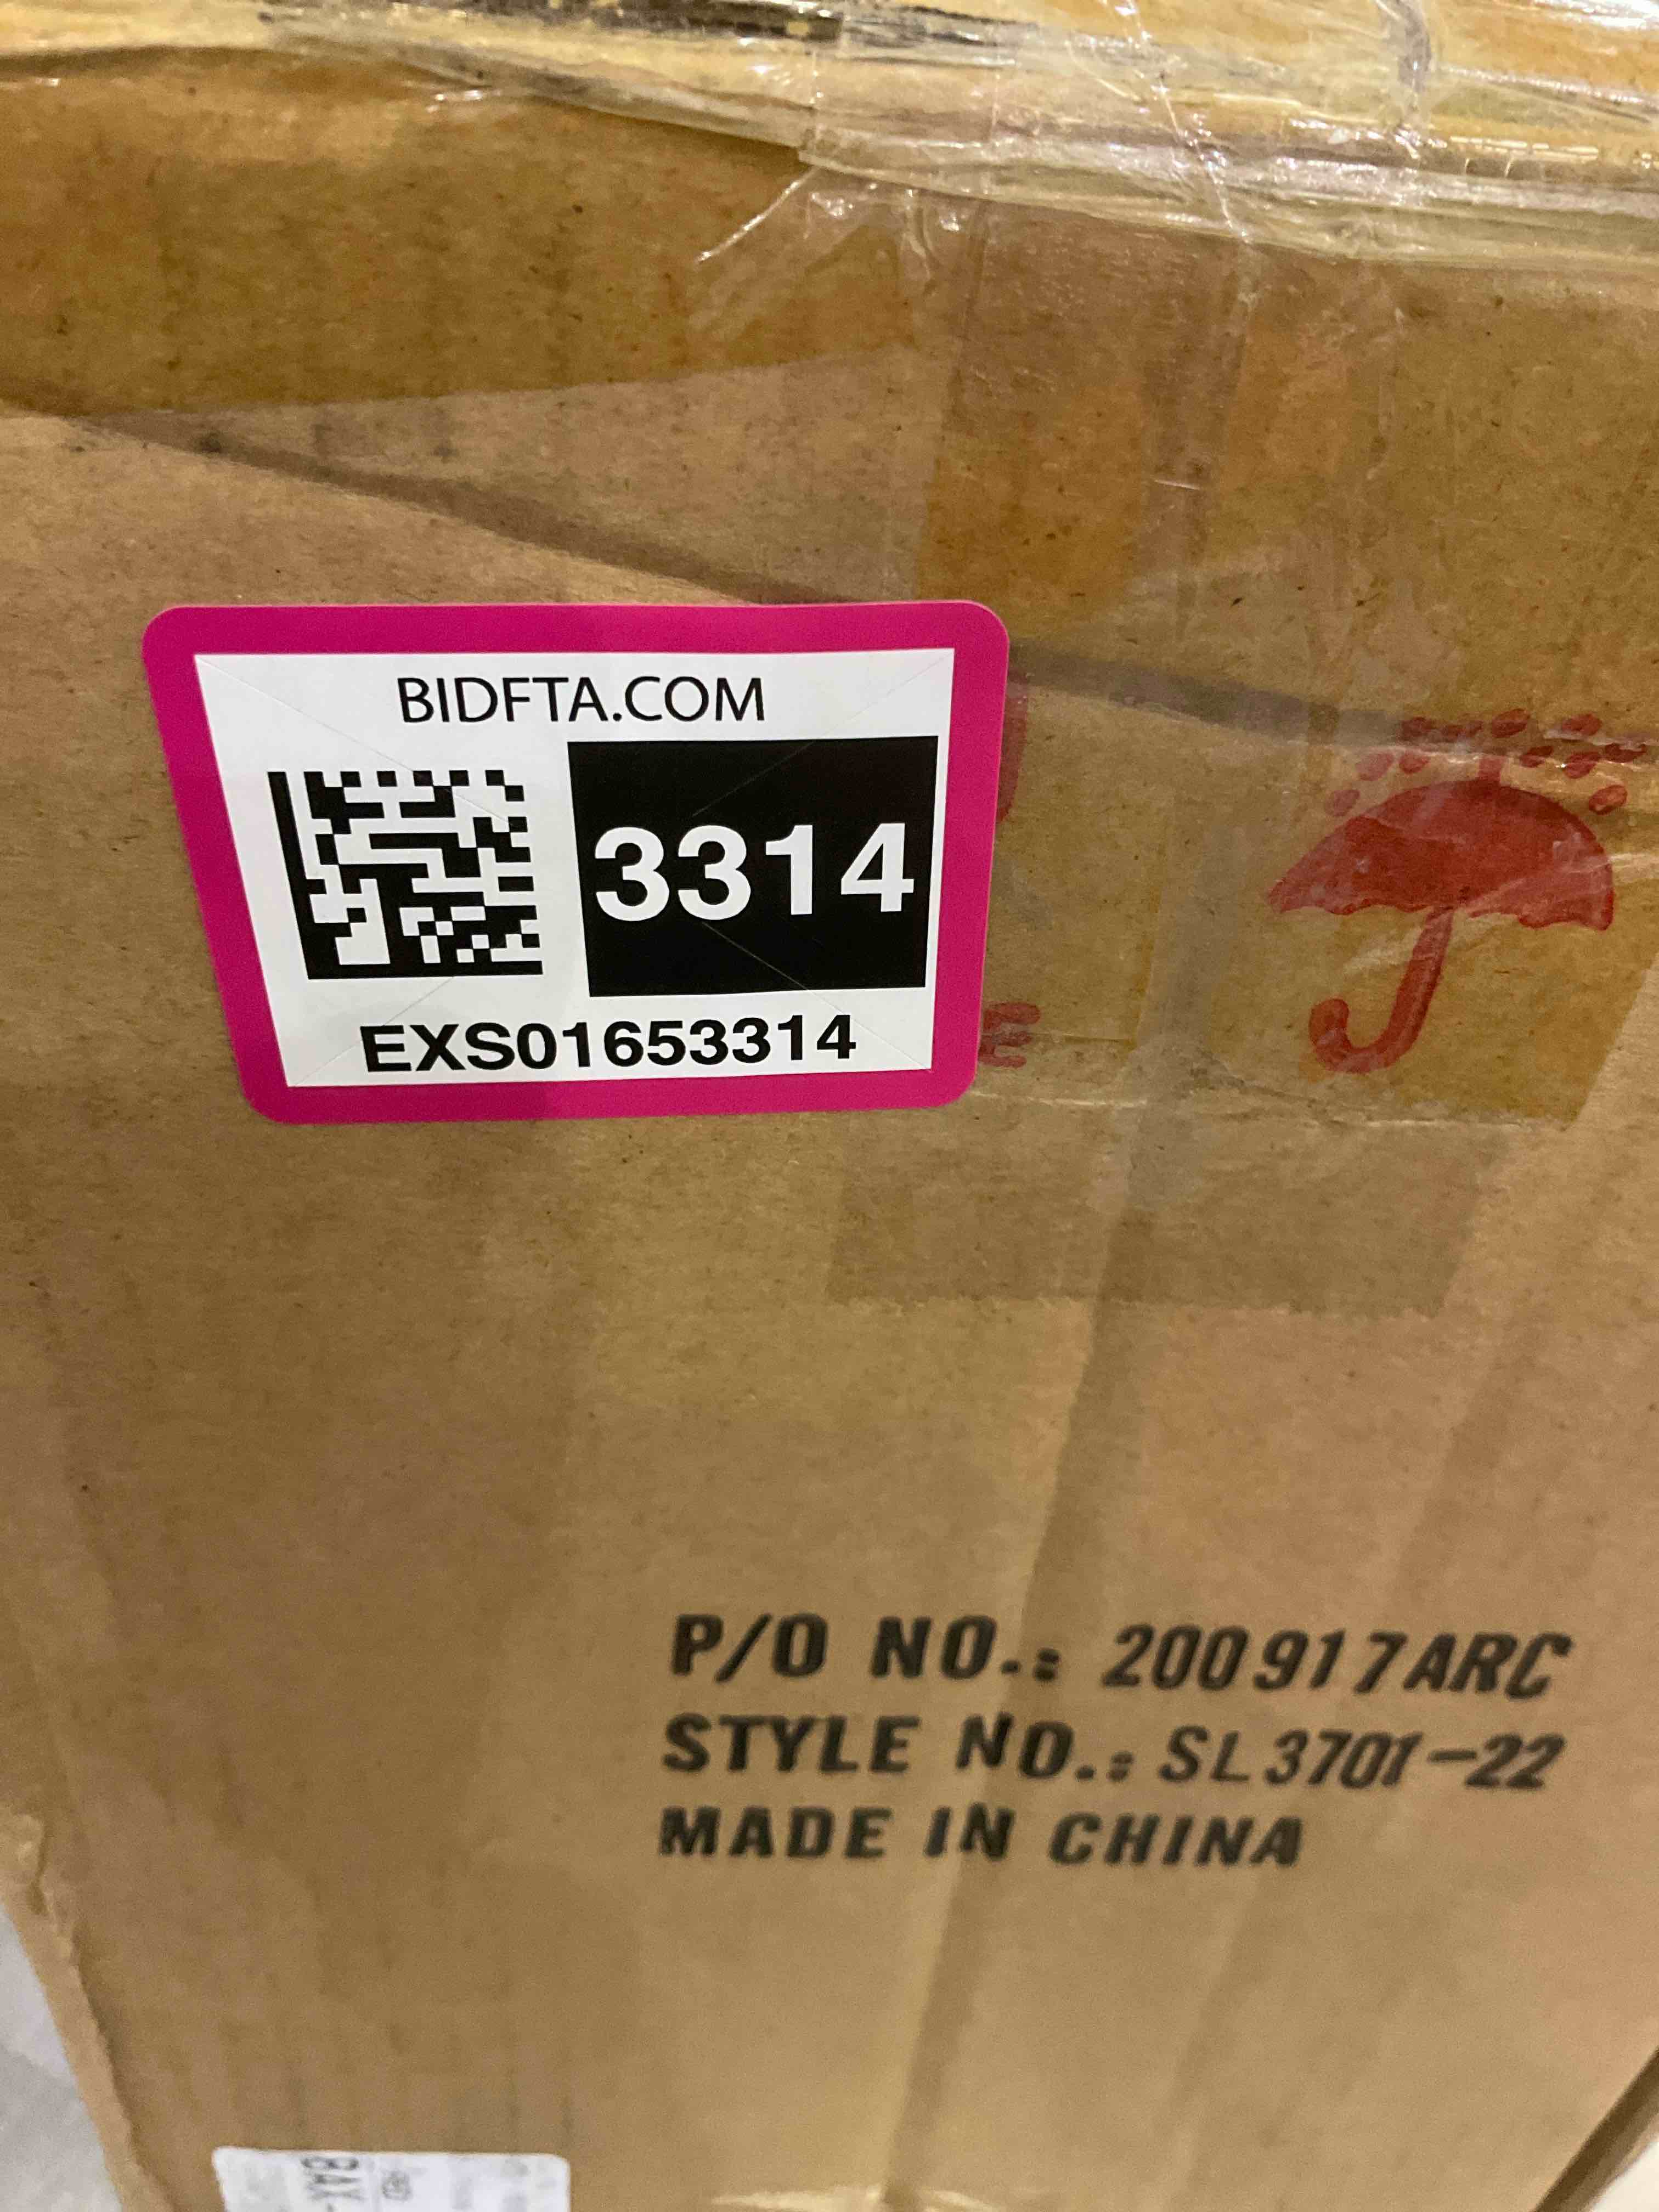 BIDFTA.COM
3314
EXS01653314
E
P/O NO.: 200917ARC
STYLE NO.: SL3701-22
MADE IN CHINA